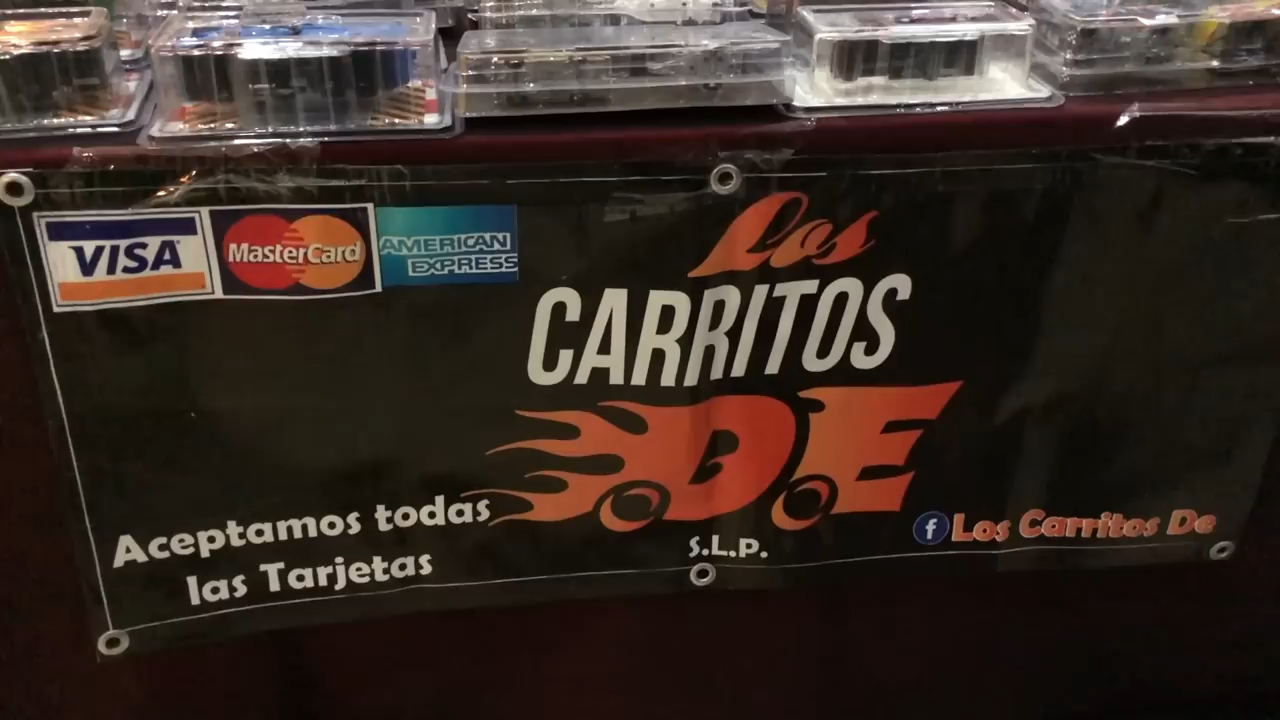 VISA
MasterCard
AMERICAN
EXPRESS
Los
CARRITOS
DE
S.L.P.
Aceptamos todas
las Tarjetas
f Los Carritos De